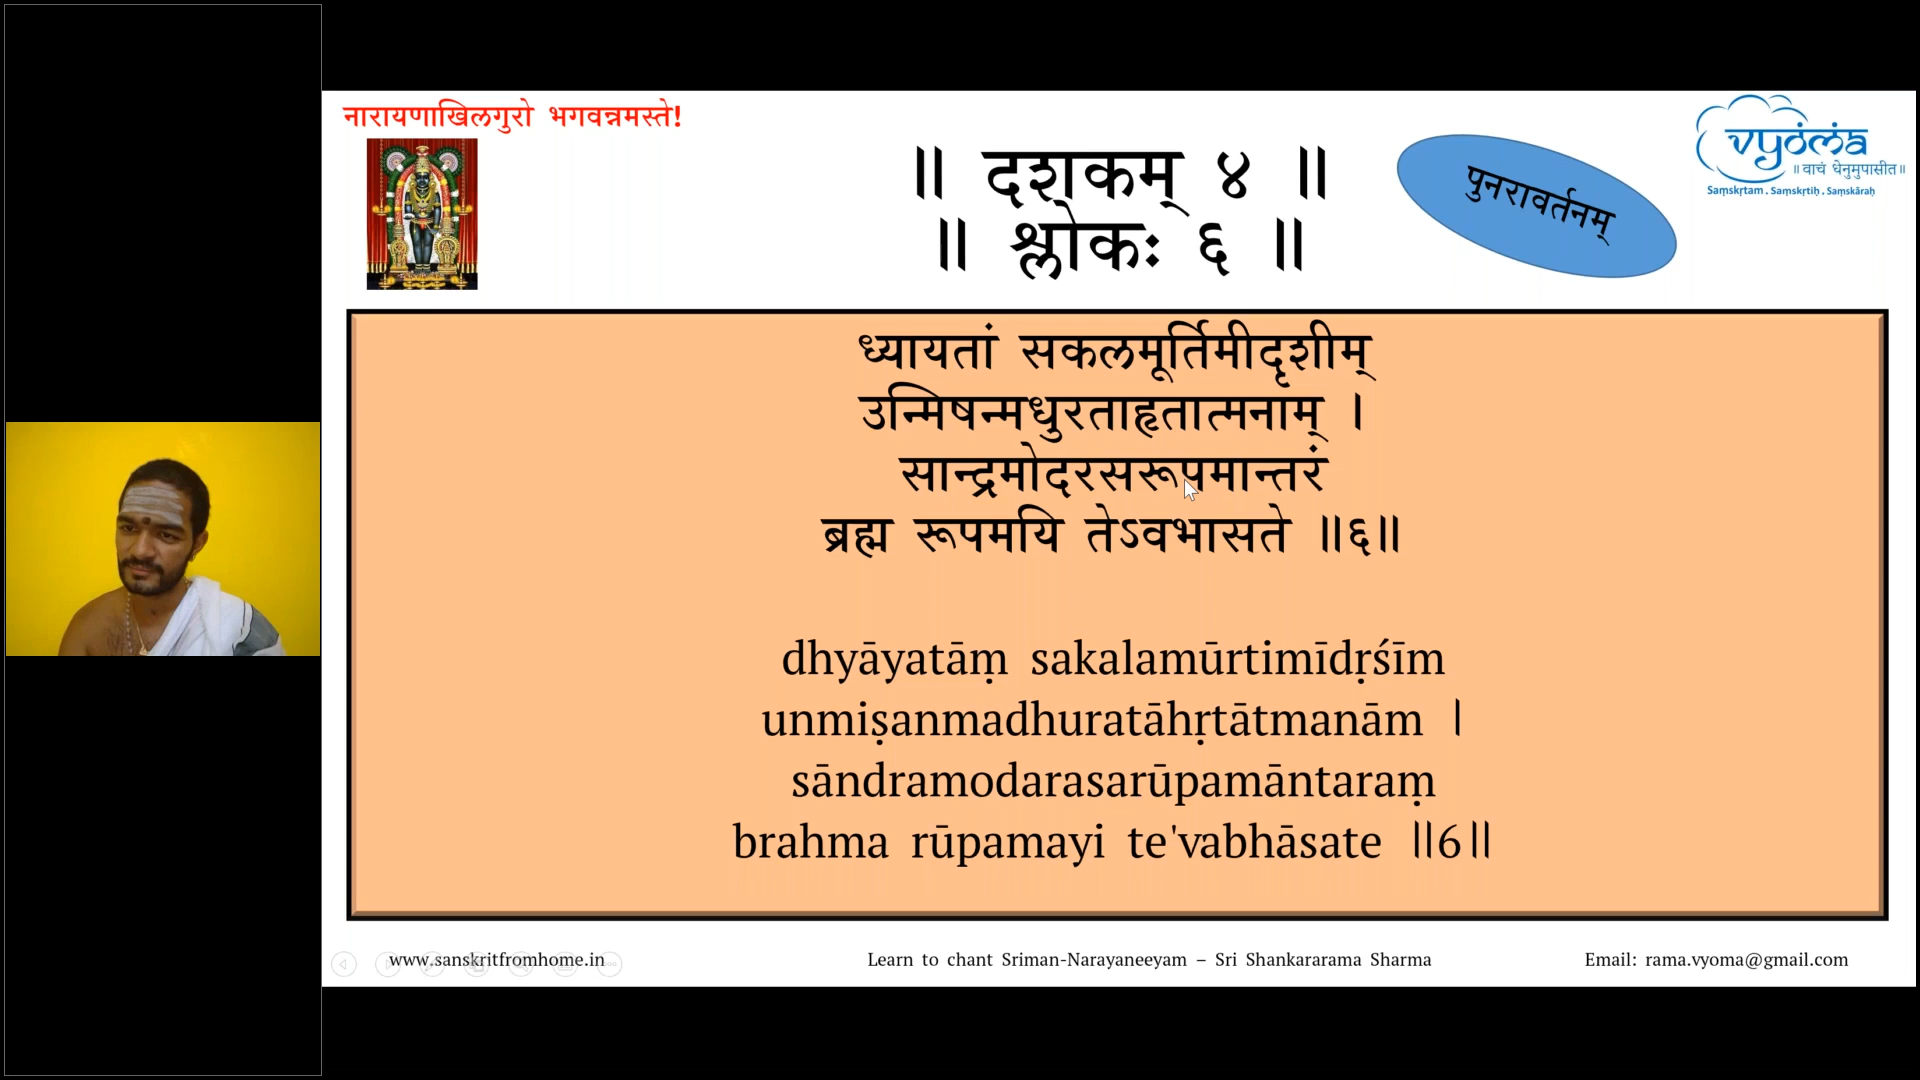 नारायणाखिलगुरो भगवन्नमस्ते!
॥ दशकम् ४ ॥
॥ श्लोकः ६ ॥
पुनरावर्तनम्
vyoma
॥ वाचं धेनुमुपासीत॥
Saṃskṛtam . Saṃskṛtiḥ . Saṃskāraḥ
ध्यायतां सकलमूर्तिमीदृशीम्
उन्मिषन्मधुरताहृतात्मनाम् ।
सान्द्रमोदरसरूपमान्तरं
ब्रह्म रूपमयि तेऽवभासते ॥६॥
dhyāyatāṃ sakalamūrtimīdṛśīm
unmiṣanmadhuratāhṛtātmanām |
sāndramodarasarūpamāntaraṃ
brahma rūpamayi te'vabhāsate ||6||
www.sanskritfromhome.in
Learn to chant Sriman-Narayaneeyam – Sri Shankararama Sharma
Email: rama.vyoma@gmail.com